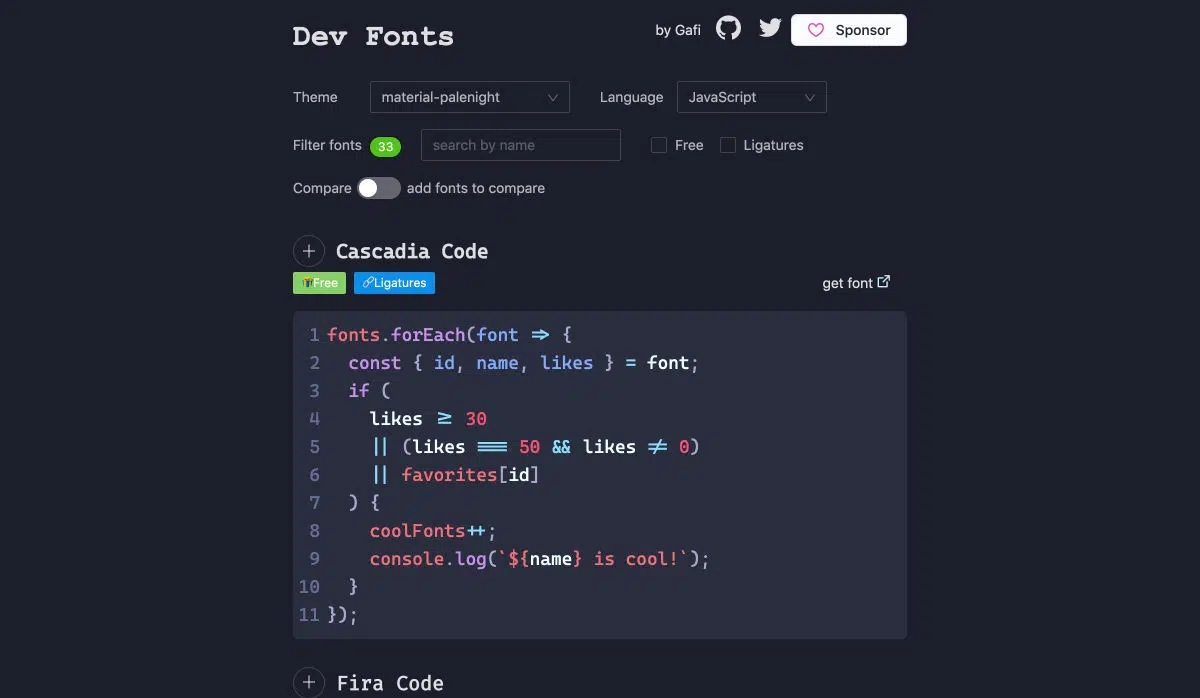 Dev Fonts
by Gafi
Sponsor
Theme material-palenight Language JavaScript
Filter fonts 33 search by name Free Ligatures
Compare add fonts to compare
Cascadia Code
Free Ligatures get font
1 fonts.forEach(font => {
2 const { id, name, likes } = font;
3 if (
4 likes >= 30
5 || (likes === 50 && likes != 0)
6 || favorites[id]
7 ) {
8 coolFonts++;
9 console.log(`${name} is cool!`);
10 }
11 });
Fira Code